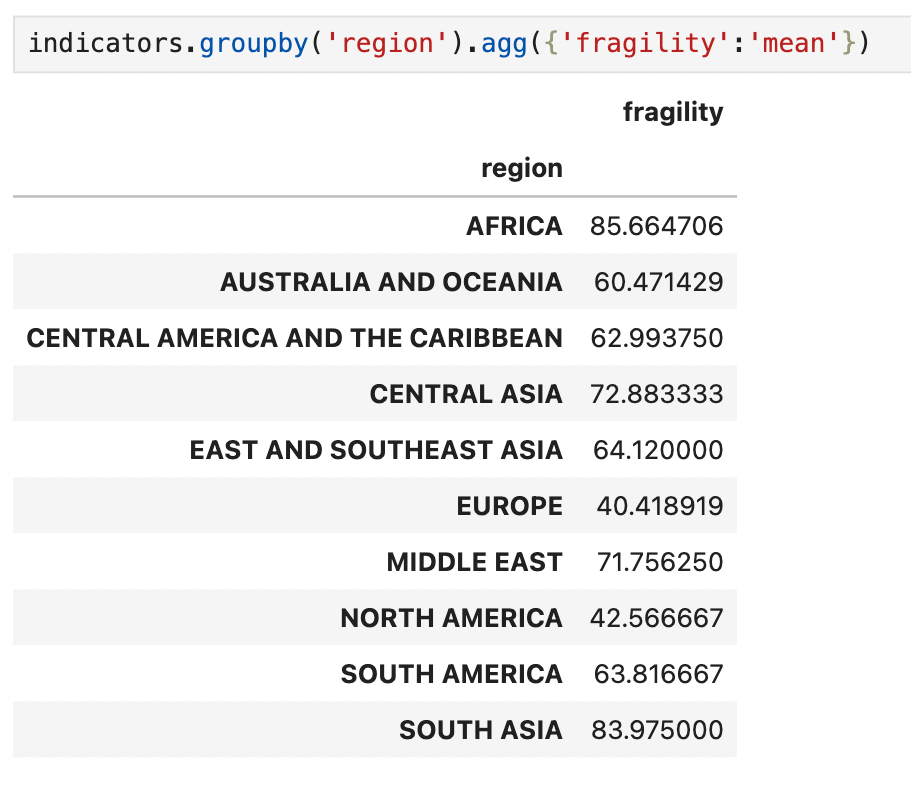 indicators.groupby('region').agg({'fragility':'mean'})
fragility
region
AFRICA 85.664706
AUSTRALIA AND OCEANIA 60.471429
CENTRAL AMERICA AND THE CARIBBEAN 62.993750
CENTRAL ASIA 72.883333
EAST AND SOUTHEAST ASIA 64.120000
EUROPE 40.418919
MIDDLE EAST 71.756250
NORTH AMERICA 42.566667
SOUTH AMERICA 63.816667
SOUTH ASIA 83.975000